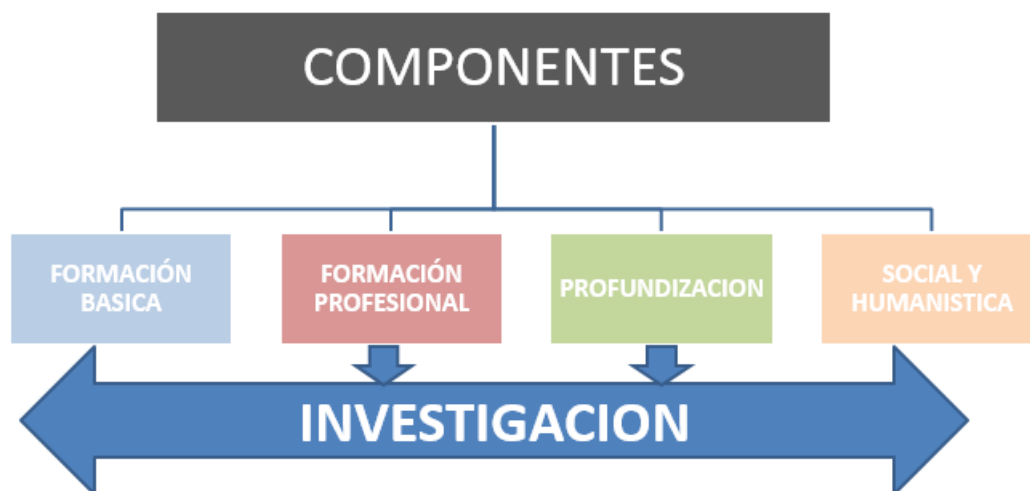 COMPONENTES
FORMACIÓN
BASICA
FORMACIÓN
PROFESIONAL
PROFUNDIZACION
SOCIAL Y
HUMANISTICA
INVESTIGACION